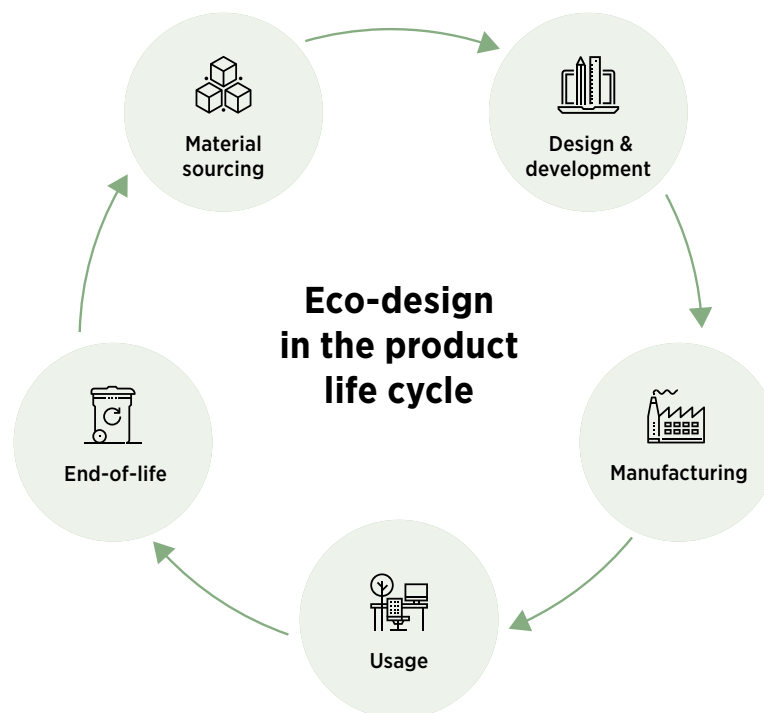 Material
sourcing
Design &
development
Eco-design
in the product
life cycle
End-of-life
Manufacturing
Usage